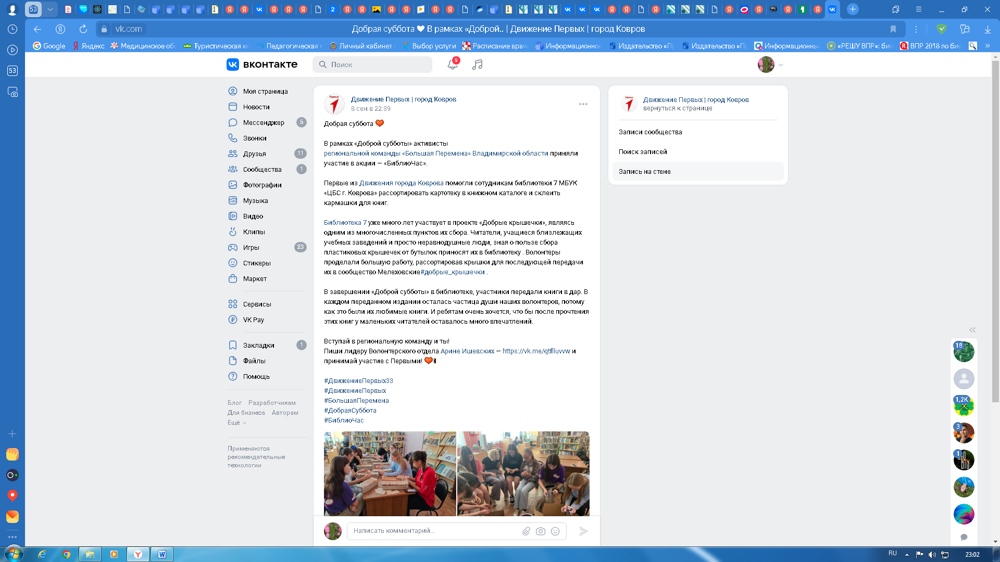 53
2
Я
vk.com
Добрая суббота ❤ В рамках «Доброй.. | Движение Первых | город Ковров
Google
Яндекс
Медицинское обс
Туристическая ко
Педагогическая м
Личный кабинет
Выбор услуги
Расписание враче
Информационное
Издательство «Пр
Издательство «Пр
Информационны
«РЕШУ ВПР»: био
ВПР 2018 по био
»
53
вконтакте
Поиск
9
Моя страница
Новости
Мессенджер 5
Звонки
Друзья 11
Сообщества 1
Фотографии
Музыка
Видео
Клипы
Игры 23
Стикеры
Маркет
Сервисы
VK Pay
Закладки 1
Файлы
Помощь
Блог Разработчикам
Для бизнеса Авторам
Ещё
Применяются
рекомендательные
технологии
Движение Первых | город Ковров
8 сен в 22:39
Добрая суббота ❤
В рамках «Доброй субботы» активисты
региональной команды «Большая Перемена» Владимирской области приняли
участие в акции — «БиблиоЧас».
Первые из Движения города Коврова помогли сотудникам библиотеки 7 МБУК
«ЦБС г. Коврова» рассортировать картотеку в книжном каталоге и склеить
кармашки для книг.
Библиотека 7 уже много лет участвует в проекте «Добрые крышечки», являясь
одним из многочисленных пунктов их сбора. Читатели, учащиеся близлежащих
учебных заведений и просто неравнодушные люди, зная о пользе сбора
пластиковых крышечек от бутылок приносят их в библиотеку . Волонтеры
проделали большую работу, рассортировав крышки для последующей передачи
их в сообщество Мелеховские#добрые_крышечки .
В завершении «Доброй субботы» в библиотеке, участники передали книги в дар. В
каждом переданном издании осталась частица души наших волонтеров, потому
как это были их любимые книги. И ребятам очень хочется, что бы после прочтения
этих книг у маленьких читателей оставалось много впечатлений.
Вступай в региональную команду и ты!
Пиши лидеру Волонтерского отдела Арине Ишевских — https://vk.me/qtflluvvw и
принимай участие с Первыми! ❤
#ДвижениеПервых33
#ДвижениеПервых
#БольшаяПеремена
#ДобраяСуббота
#БиблиоЧас
Написать комментарий...
Движение Первых | город Ковров
вернуться к странице
Записи сообщества
Поиск записей
Запись на стене
18
1,2K
3
1
RU
23:02